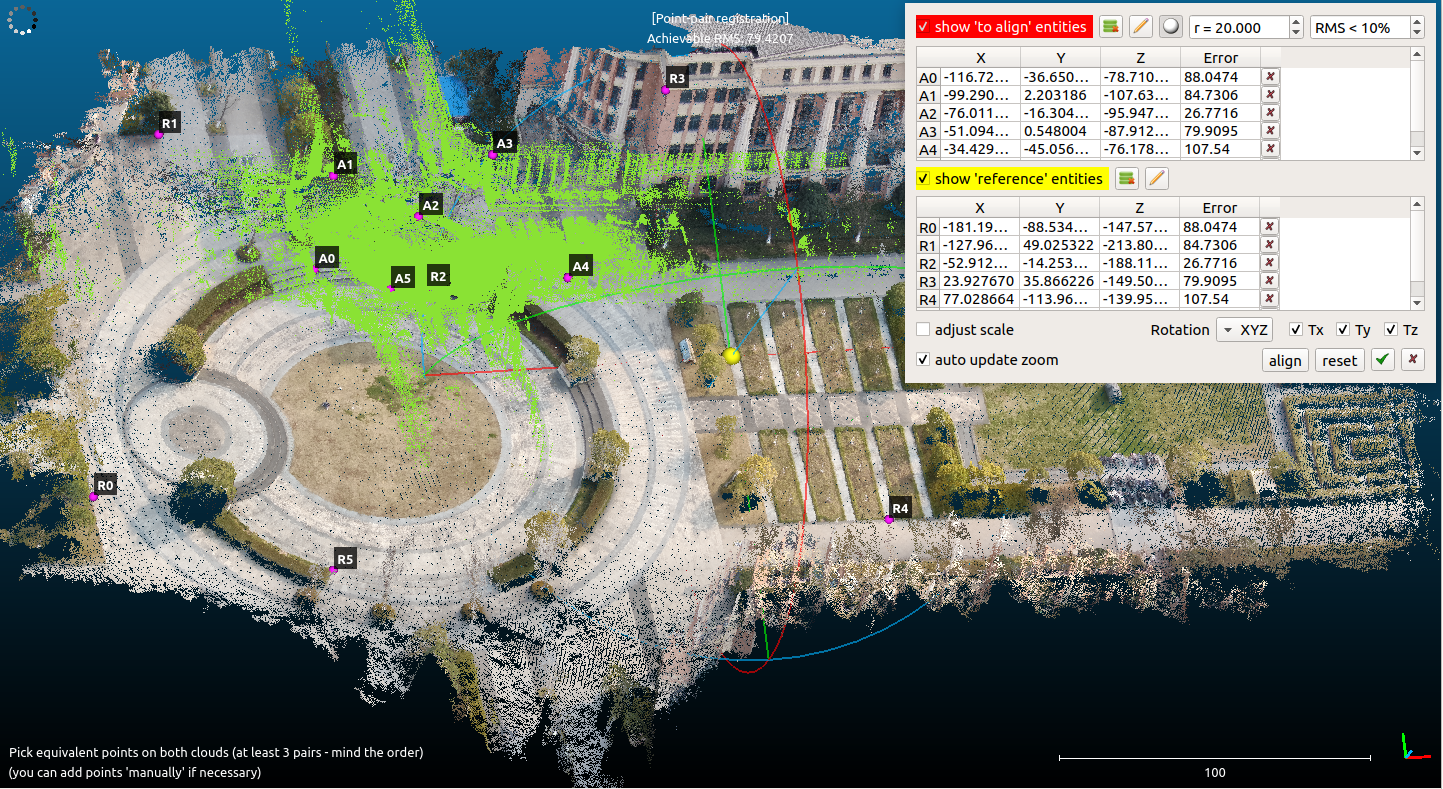 [Point-pair registration]
Achievable RMS: 79.4207
show 'to align' entities
r = 20.000
RMS < 10%
X Y Z Error
A0 -116.72... -36.650... -78.710... 88.0474
A1 -99.290... 2.203186 -107.63... 84.7306
A2 -76.011... -16.304... -95.947... 26.7716
A3 -51.094... 0.548004 -87.912... 79.9095
A4 -34.429... -45.056... -76.178... 107.54
show 'reference' entities
X Y Z Error
R0 -181.19... -88.534... -147.57... 88.0474
R1 -127.96... 49.025322 -213.80... 84.7306
R2 -52.912... -14.253... -188.11... 26.7716
R3 23.927670 35.866226 -149.50... 79.9095
R4 77.028664 -113.96... -139.95... 107.54
adjust scale
Rotation XYZ Tx Ty Tz
auto update zoom
align reset
R3
R1
A3
A1
A2
A0
A4
A5
R2
R0
R4
R5
Pick equivalent points on both clouds (at least 3 pairs - mind the order)
(you can add points 'manually' if necessary)
100